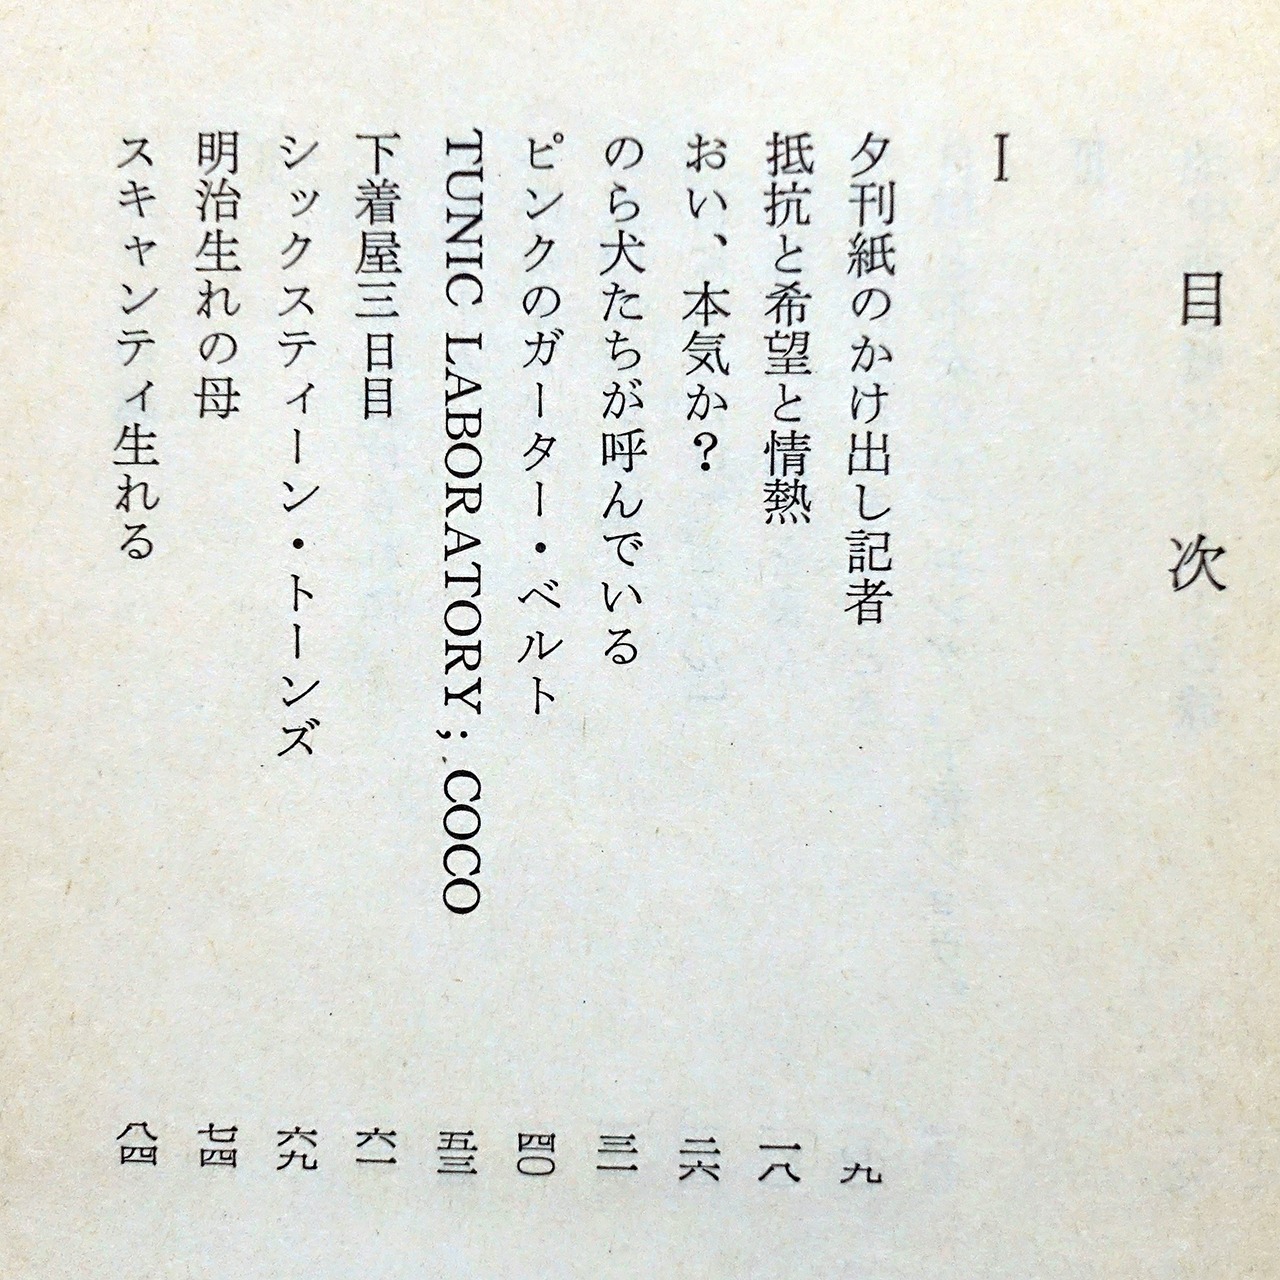 目次
I
夕刊紙のかけ出し記者 九
抵抗と希望と情熱 一八
おい、本気か？ 二六
のら犬たちが呼んでいる 三一
ピンクのガーター・ベルト 四〇
TUNIC LABORATORY; COCO 五三
下着屋三日目 六一
シックスティーン・トーンズ 六九
明治生れの母 七四
スキャンティ生れる 八四